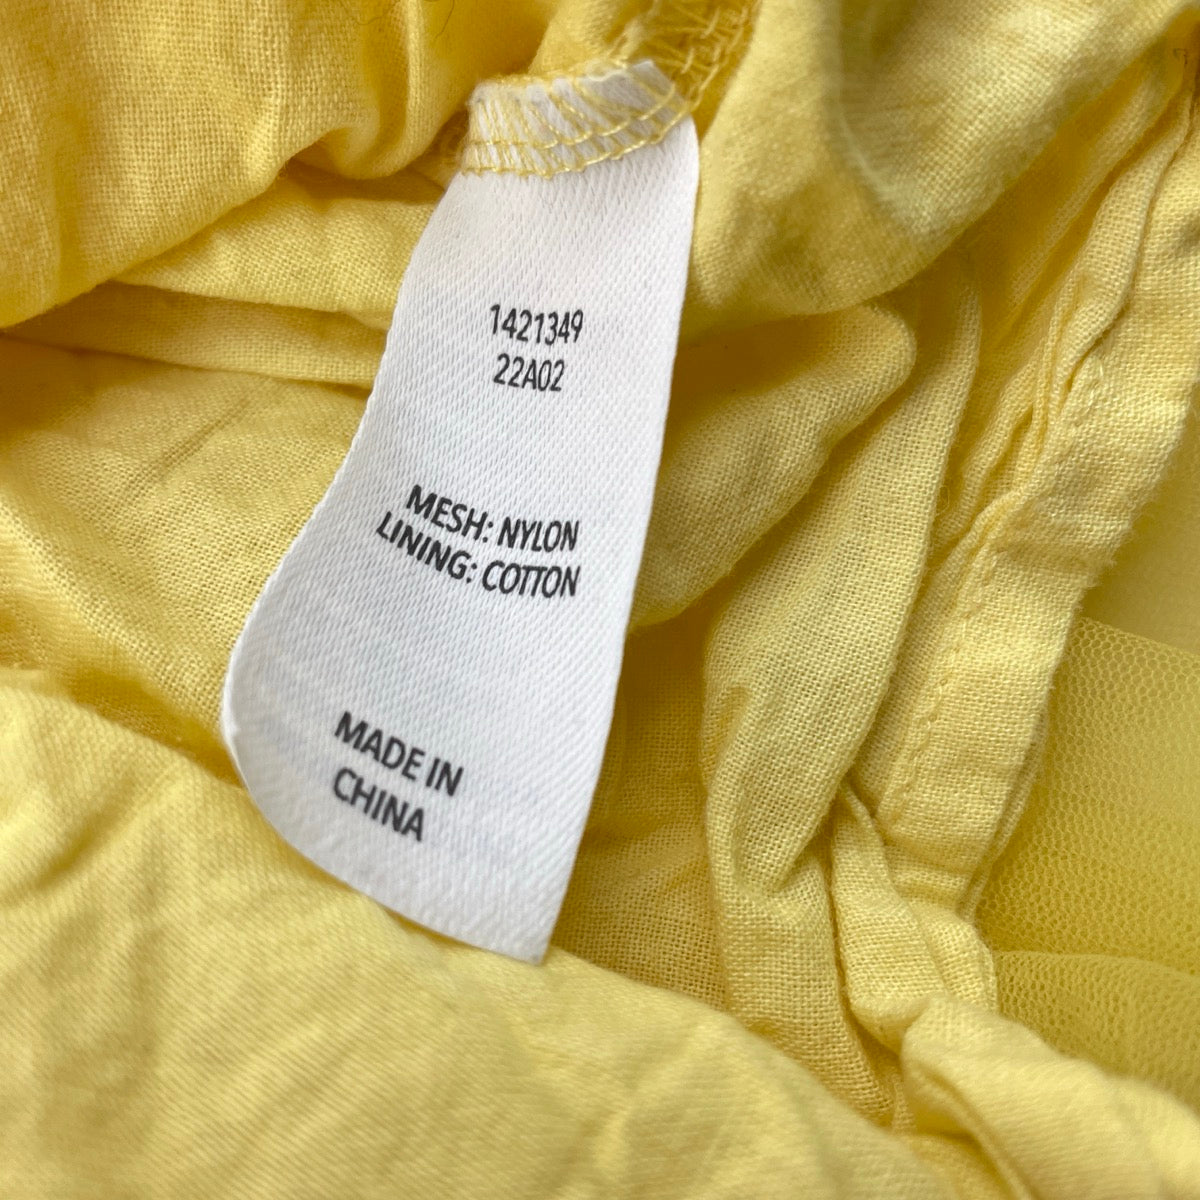 1421349
22A02
MESH: NYLON
LINING: COTTON
MADE IN
CHINA